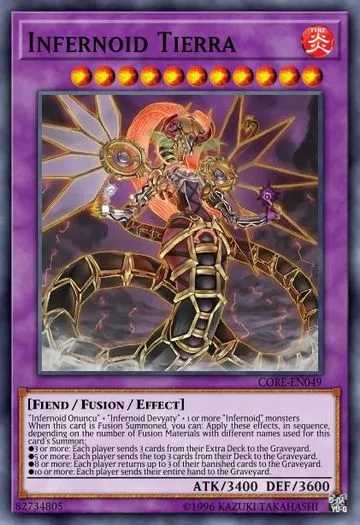 INFERNOID TIERRA
FIRE
炎
CORE-EN049
[FIEND / FUSION / EFFECT]
"Infernoid Onuncu" + "Infernoid Devyaty" + 1 or more "Infernoid" monsters
When this card is Fusion Summoned, you can: Apply these effects, in sequence,
depending on the number of Fusion Materials with different names used for this
card's Summon;
●3 or more: Each player sends 3 cards from their Extra Deck to the Graveyard.
●5 or more: Each player sends the top 3 cards from their Deck to the Graveyard.
●8 or more: Each player returns up to 3 of their banished cards to the Graveyard.
●10 or more: Each player sends their entire hand to the Graveyard.
ATK/3400 DEF/3600
82734805
©1996 KAZUKI TAKAHASHI